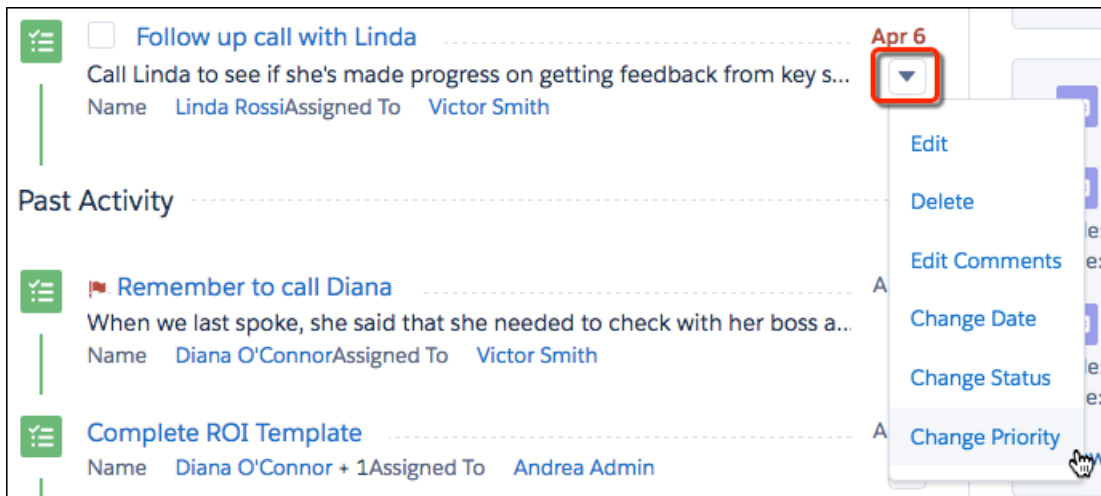 Follow up call with Linda Apr 6
Call Linda to see if she's made progress on getting feedback from key s...
Name Linda RossiAssigned To Victor Smith
Edit
Past Activity
Delete
Edit Comments
Remember to call Diana
When we last spoke, she said that she needed to check with her boss a...
Change Date
Name Diana O'ConnorAssigned To Victor Smith
Change Status
Complete ROI Template
Change Priority
Name Diana O'Connor + 1Assigned To Andrea Admin